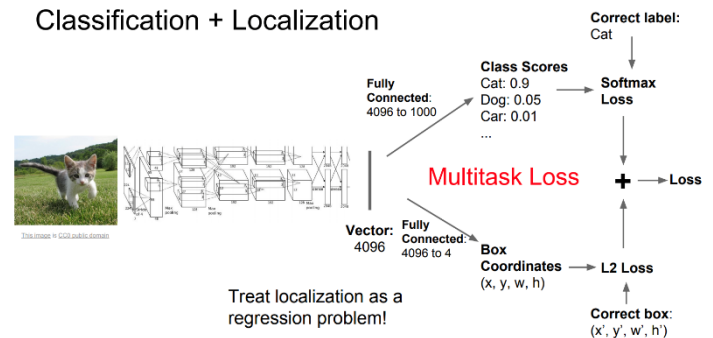 Classification + Localization
Correct label:
Cat
Class Scores
Cat: 0.9
Dog: 0.05
Car: 0.01
...
Fully
Connected:
4096 to 1000
Softmax
Loss
Multitask Loss
+
Loss
This image is CC0 public domain
Vector:
4096
Fully
Connected:
4096 to 4
Box
Coordinates
(x, y, w, h)
L2 Loss
Treat localization as a
regression problem!
Correct box:
(x', y', w', h')